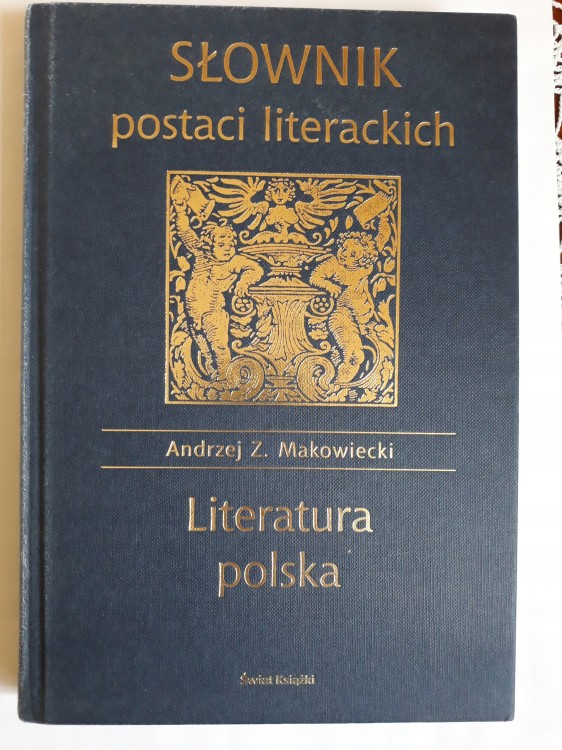 SŁOWNIK
postaci literackich
Andrzej Z. Makowiecki
Literatura
polska
Świat Książki